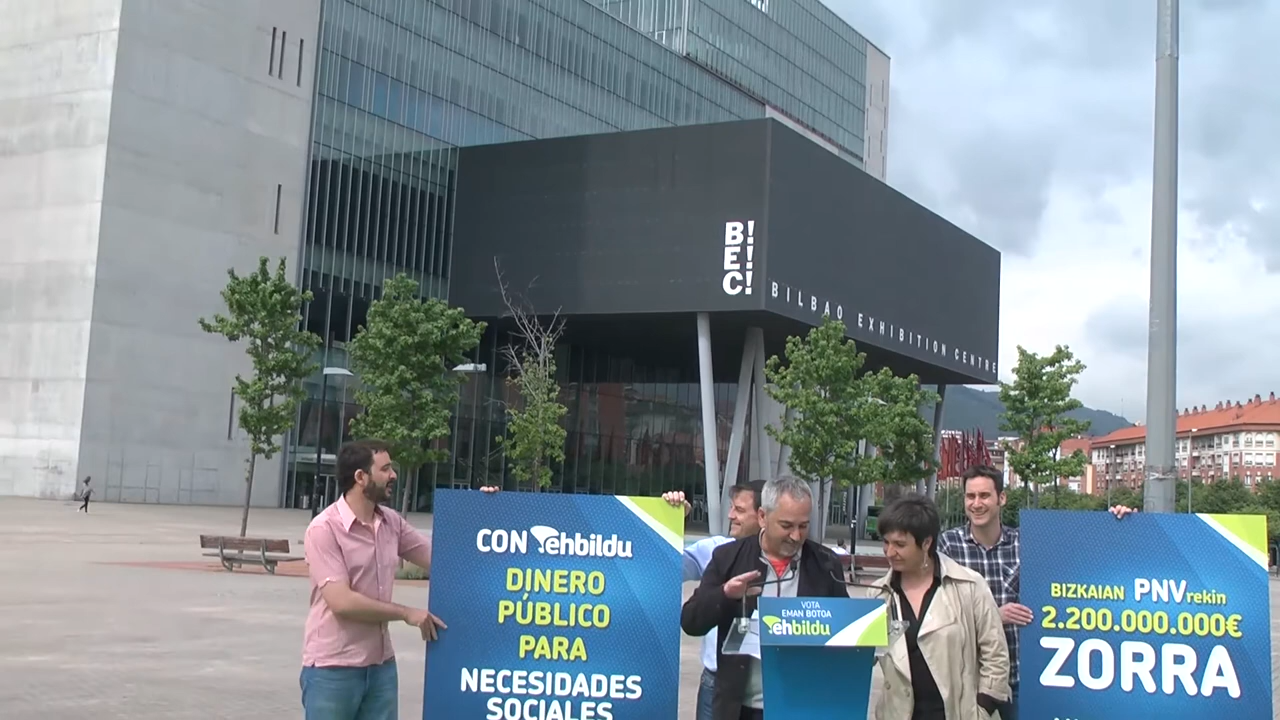 B!
E!
C!
BILBAO EXHIBITION CENTRE
CON ehbildu
DINERO
PÚBLICO
PARA
NECESIDADES
SOCIALES
VOTA
EMAN BOTOA
ehbildu
BIZKAIAN PNVrekin
2.200.000.000€
ZORRA